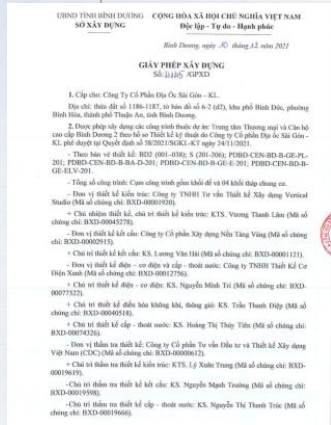 UBND TỈNH BÌNH DƯƠNG CỘNG HÒA XÃ HỘI CHỦ NGHĨA VIỆT NAM
SỞ XÂY DỰNG Độc lập - Tự do - Hạnh phúc
Bình Dương, ngày 10 tháng 12 năm 2021
GIẤY PHÉP XÂY DỰNG
Số: /GPXD
1. Cấp cho: Công Ty Cổ Phần Địa Ốc Sài Gòn – KL.
Địa chỉ: thửa đất số 1186-1187, tờ bản đồ số 6-2 (d2), khu phố Bình Đức, phường
Bình Hòa, thành phố Thuận An, tỉnh Bình Dương.
2. Được phép xây dựng các công trình thuộc dự án: Trung tâm Thương mại và Căn hộ
cao cấp Bình Dương 2 theo hồ sơ Thiết kế kỹ thuật do Công ty Cổ phần Địa ốc Sài Gòn -
KL phê duyệt tại Quyết định số 38/2021/SGKL-KT ngày 24/11/2021.
- Theo bản vẽ thiết kế: BD2 (001-038); S (201-206); PDBD-CEN-BD-B-GE-PL-
201; PDBD-CEN-BD-B-BA-D-201; PDBD-CEN-BD-B-GE-E-201; PDBD-CEN-BD-B-
GE-ELV-201.
- Tổng số công trình: Cụm công trình gồm khối đế và 04 khối tháp chung cư.
- Đơn vị thiết kế kiến trúc: Công ty TNHH Tư vấn Thiết kế Xây dựng Vertical
Studio (Mã số chứng chỉ: BXD-00001920).
+ Chủ nhiệm thiết kế, chủ trì thiết kế kiến trúc: KTS. Vương Thanh Lâm (Mã số
chứng chỉ: BXD-00045278).
- Đơn vị thiết kế kết cấu: Công ty Cổ phần Xây dựng Nền Tảng Vàng (Mã số chứng
chỉ: BXD-00002915).
+ Chủ trì thiết kế kết cấu: KS. Lương Văn Hải (Mã số chứng chỉ: BXD-00001121).
- Đơn vị thiết kế điện – cơ điện và cấp - thoát nước: Công ty TNHH Thiết Kế Cơ
Điện Xanh (Mã số chứng chỉ: BXD-00012756).
+ Chủ trì thiết kế điện - cơ điện: KS. Nguyễn Minh Trí (Mã số chứng chỉ: BXD-
00077522).
+ Chủ trì thiết kế điều hòa không khí, thông gió: KS. Trần Thanh Điệp (Mã số
chứng chỉ: BXD-00040518).
+ Chủ trì thiết kế cấp - thoát nước: KS. Hoàng Thị Thủy Tiên (Mã số chứng chỉ:
BXD-00074326).
- Đơn vị thẩm tra thiết kế: Công ty Cổ phần Tư vấn Đầu tư và Thiết kế Xây dựng
Việt Nam (CDC) (Mã số chứng chỉ: BXD-00000612).
+ Chủ trì thẩm tra thiết kế kiến trúc: KTS. Lý Xuân Trung (Mã số chứng chỉ: BXD-
00019619).
-Chủ trì thẩm tra thiết kế kết cấu: KS. Nguyễn Mạnh Trường (Mã số chứng chỉ:
BXD-00019598).
-Chủ trì thẩm tra thiết kế cấp - thoát nước: KS. Nguyễn Thị Thanh Trúc (Mã số
chứng chỉ: BXD-00019666).